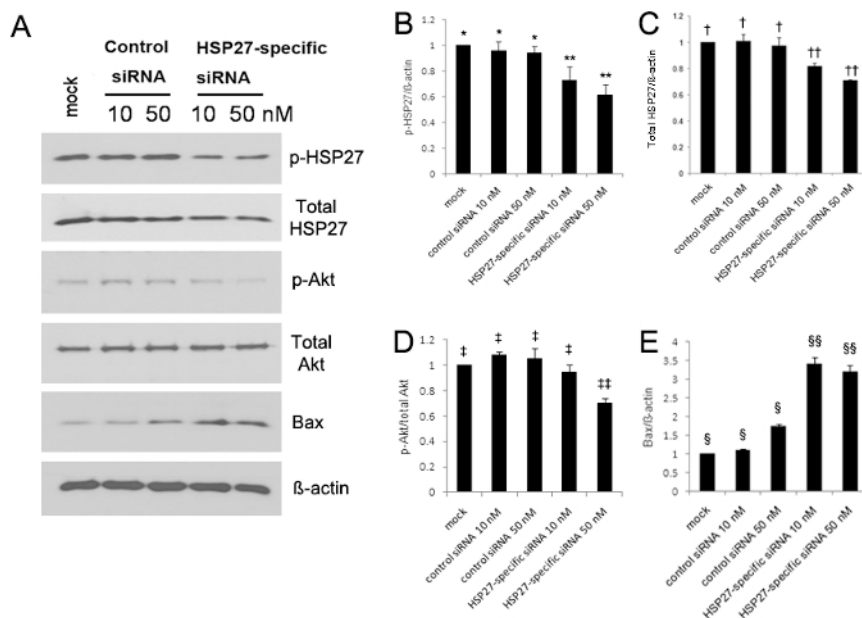 A
Control HSP27-specific
siRNA siRNA
mock
10 50 10 50 nM
p-HSP27
Total
HSP27
p-Akt
Total
Akt
Bax
ß-actin
B
p-HSP27/ß-actin
1.2
1
0.8
0.6
0.4
0.2
0
* * * ** **
mock
control siRNA 10 nM
control siRNA 50 nM
HSP27-specific siRNA 10 nM
HSP27-specific siRNA 50 nM
C
Total HSP27/ß-actin
1.2
1
0.8
0.6
0.4
0.2
0
† † † †† ††
mock
control siRNA 10 nM
control siRNA 50 nM
HSP27-specific siRNA 10 nM
HSP27-specific siRNA 50 nM
D
p-Akt/total Akt
1.2
1
0.8
0.6
0.4
0.2
0
‡ ‡ ‡ ‡ ‡‡
mock
control siRNA 10 nM
control siRNA 50 nM
HSP27-specific siRNA 10 nM
HSP27-specific siRNA 50 nM
E
Bax/ß-actin
4
3.5
3
2.5
2
1.5
1
0.5
0
§ § § §§ §§
mock
control siRNA 10 nM
control siRNA 50 nM
HSP27-specific siRNA 10 nM
HSP27-specific siRNA 50 nM